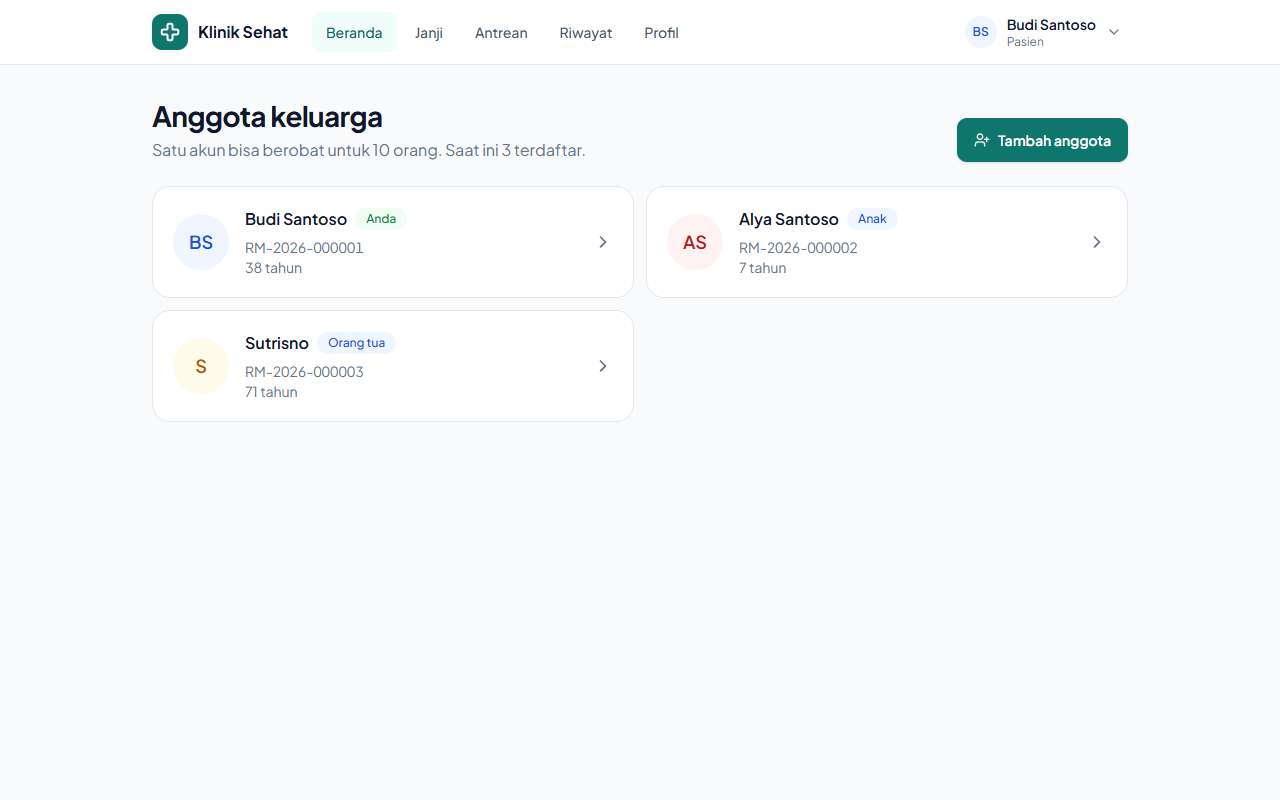 Klinik Sehat
Beranda
Janji
Antrean
Riwayat
Profil
BS
Budi Santoso
Pasien
Anggota keluarga
Satu akun bisa berobat untuk 10 orang. Saat ini 3 terdaftar.
Tambah anggota
BS
Budi Santoso Anda
RM-2026-000001
38 tahun
AS
Alya Santoso Anak
RM-2026-000002
7 tahun
S
Sutrisno Orang tua
RM-2026-000003
71 tahun